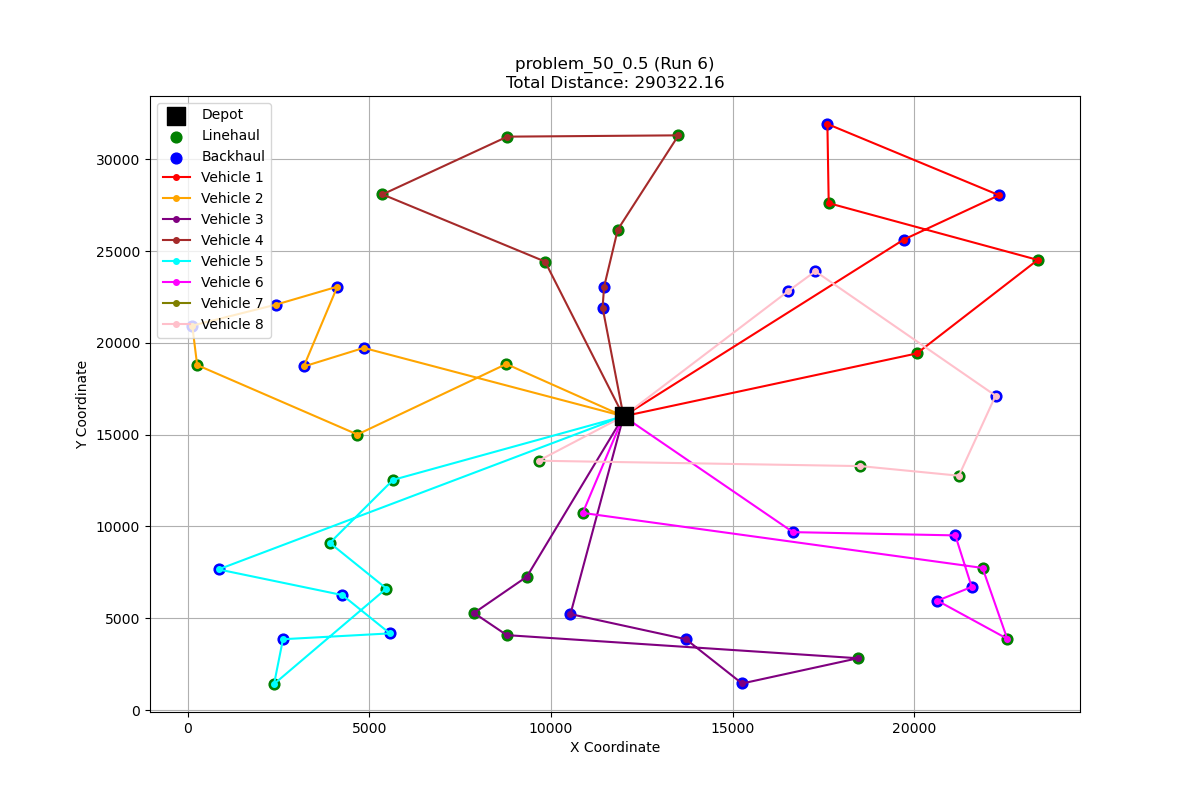 problem_50_0.5 (Run 6)
Total Distance: 290322.16
Depot
Linehaul
Backhaul
Vehicle 1
Vehicle 2
Vehicle 3
Vehicle 4
Vehicle 5
Vehicle 6
Vehicle 7
Vehicle 8
30000
25000
20000
15000
10000
5000
0
Y Coordinate
0
5000
10000
15000
20000
X Coordinate